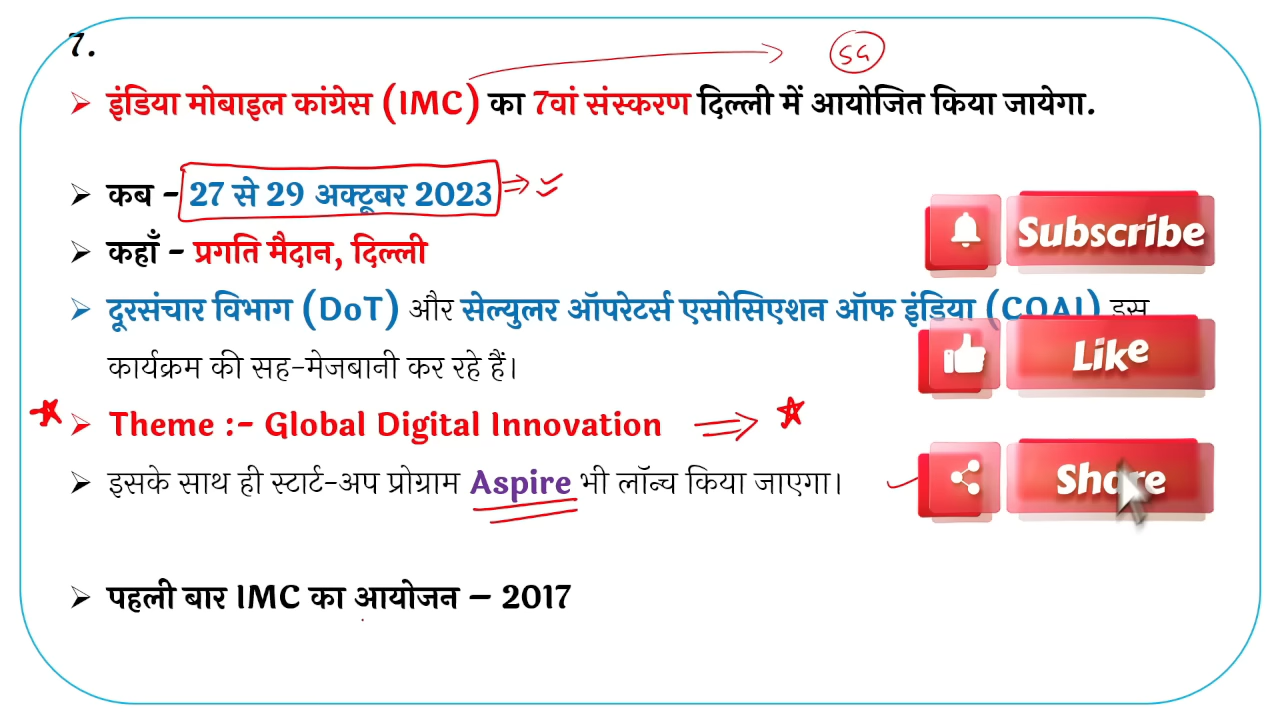 7.
5G
➢ इंडिया मोबाइल कांग्रेस (IMC) का 7वां संस्करण दिल्ली में आयोजित किया जायेगा.
➢ कब - 27 से 29 अक्टूबर 2023
Subscribe
➢ कहाँ - प्रगति मैदान, दिल्ली
➢ दूरसंचार विभाग (DoT) और सेल्युलर ऑपरेटर्स एसोसिएशन ऑफ इंडिया (COAI) इस
Like
कार्यक्रम की सह-मेजबानी कर रहे हैं।
➢ Theme :- Global Digital Innovation
➢ इसके साथ ही स्टार्ट-अप प्रोग्राम Aspire भी लॉन्च किया जाएगा।
Share
➢ पहली बार IMC का आयोजन – 2017